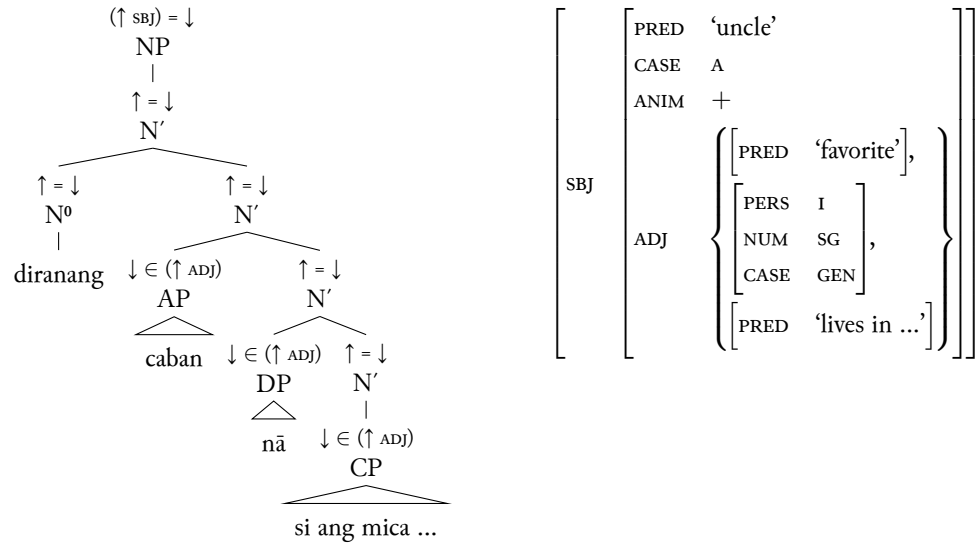 (↑ SBJ) = ↓
NP
↑ = ↓
N′
↑ = ↓ ↑ = ↓
N⁰ N′
diranang ↓ ∈ (↑ ADJ) ↑ = ↓
AP N′
caban ↓ ∈ (↑ ADJ) ↑ = ↓
DP N′
nā ↓ ∈ (↑ ADJ)
CP
si ang mica ...
PRED ‘uncle’
CASE A
ANIM +
SBJ
ADJ
PRED ‘favorite’ ,
PERS I
NUM SG ,
CASE GEN
PRED ‘lives in ...’